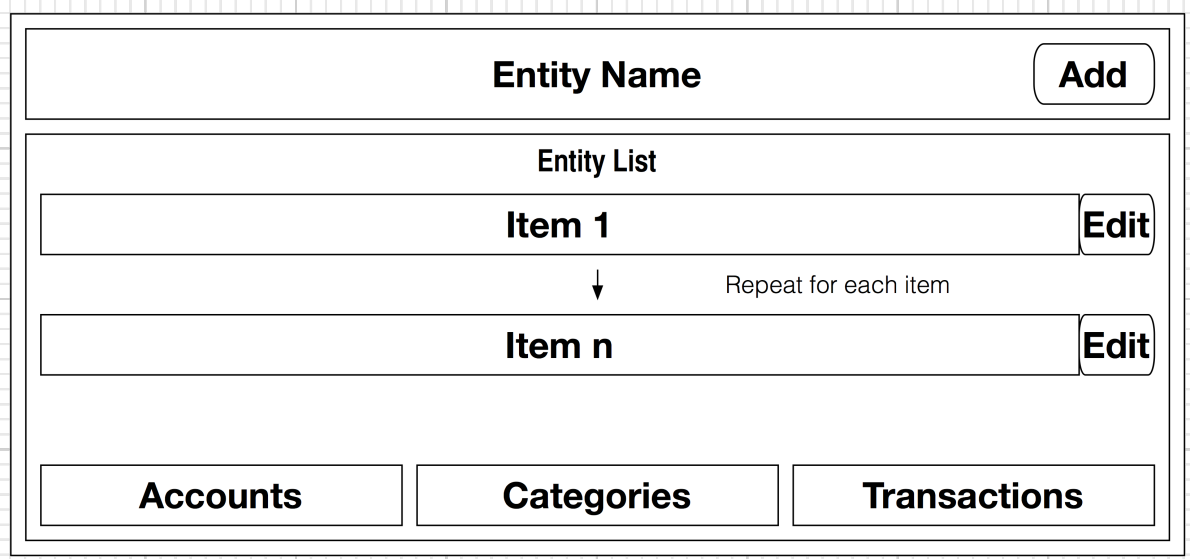 Entity Name
Add
Entity List
Item 1
Edit
Repeat for each item
Item n
Edit
Accounts
Categories
Transactions